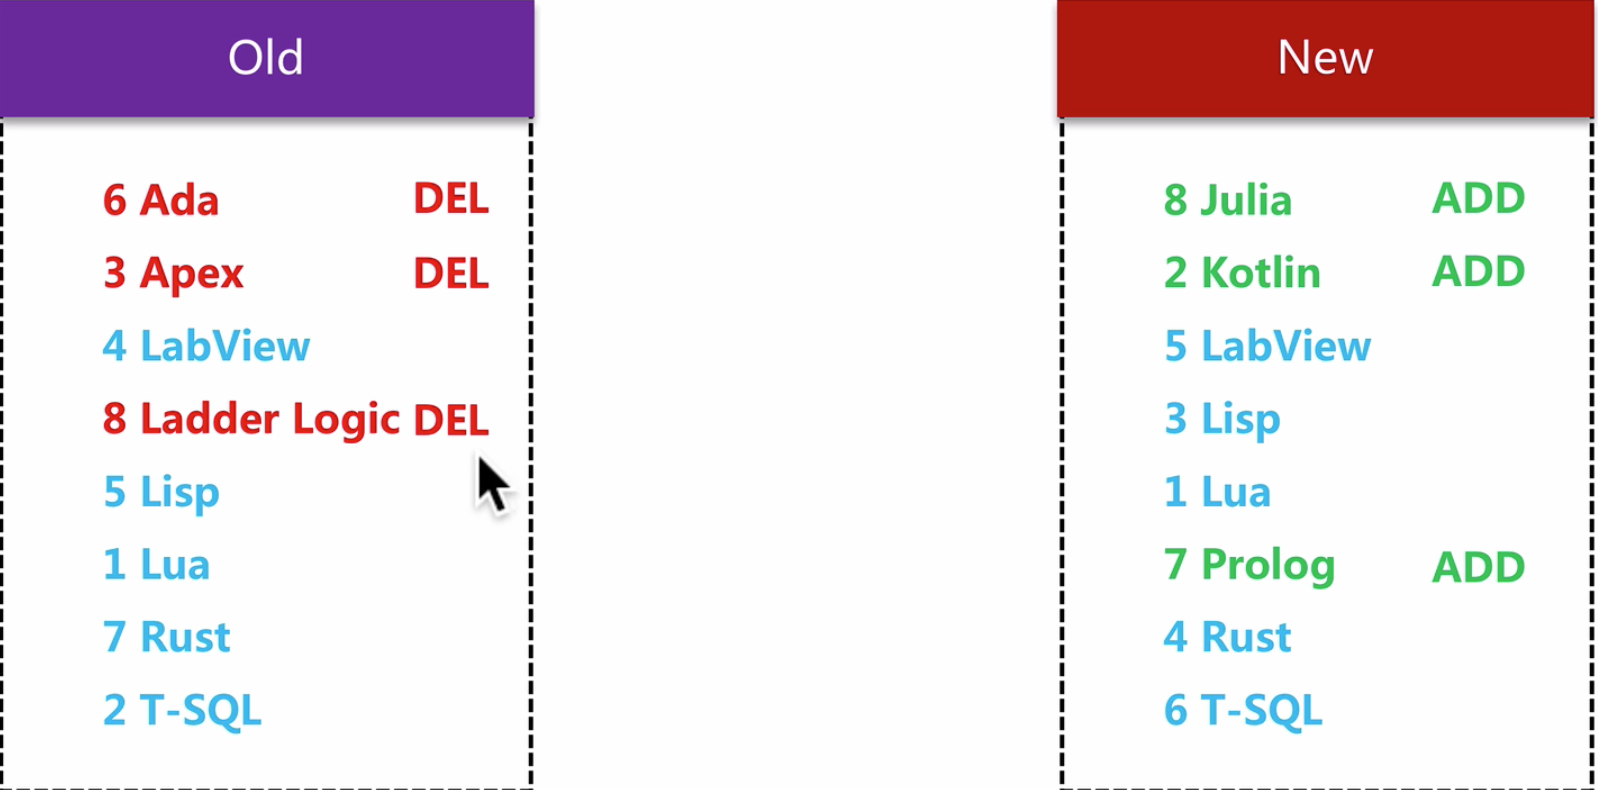 Old
6 Ada DEL
3 Apex DEL
4 LabView
8 Ladder Logic DEL
5 Lisp
1 Lua
7 Rust
2 T-SQL
New
8 Julia ADD
2 Kotlin ADD
5 LabView
3 Lisp
1 Lua
7 Prolog ADD
4 Rust
6 T-SQL